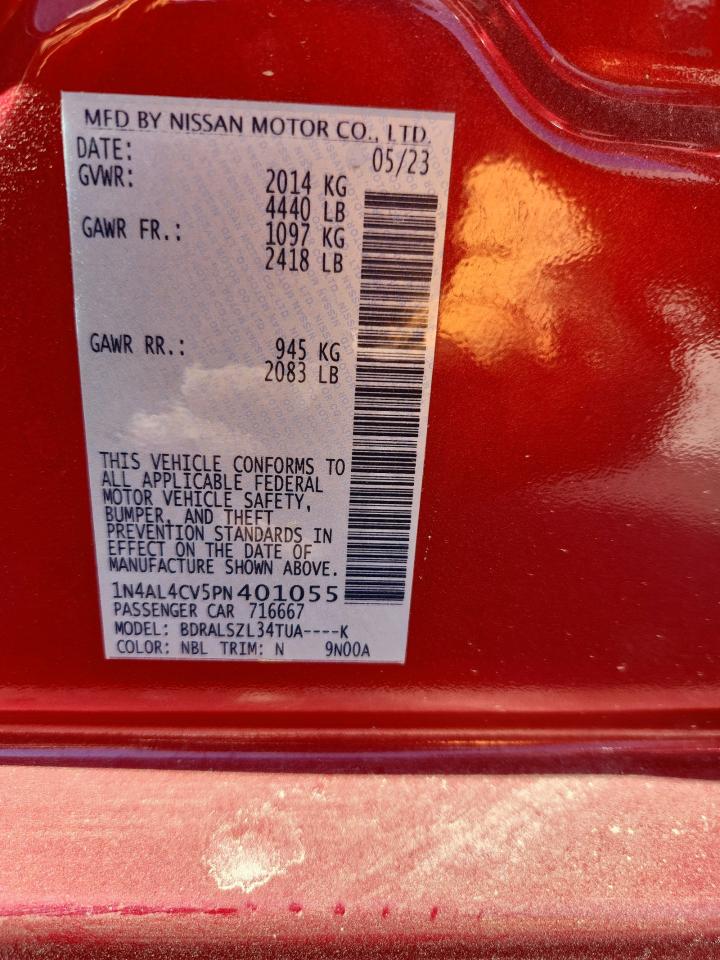 MFD BY NISSAN MOTOR CO., LTD.
DATE: 05/23
GVWR: 2014 KG
4440 LB
GAWR FR.: 1097 KG
2418 LB
GAWR RR.: 945 KG
2083 LB
THIS VEHICLE CONFORMS TO
ALL APPLICABLE FEDERAL
MOTOR VEHICLE SAFETY,
BUMPER, AND THEFT
PREVENTION STANDARDS IN
EFFECT ON THE DATE OF
MANUFACTURE SHOWN ABOVE.
1N4AL4CV5PN401055
PASSENGER CAR 716667
MODEL: BDRALSZL34TUA----K
COLOR: NBL TRIM: N 9N00A